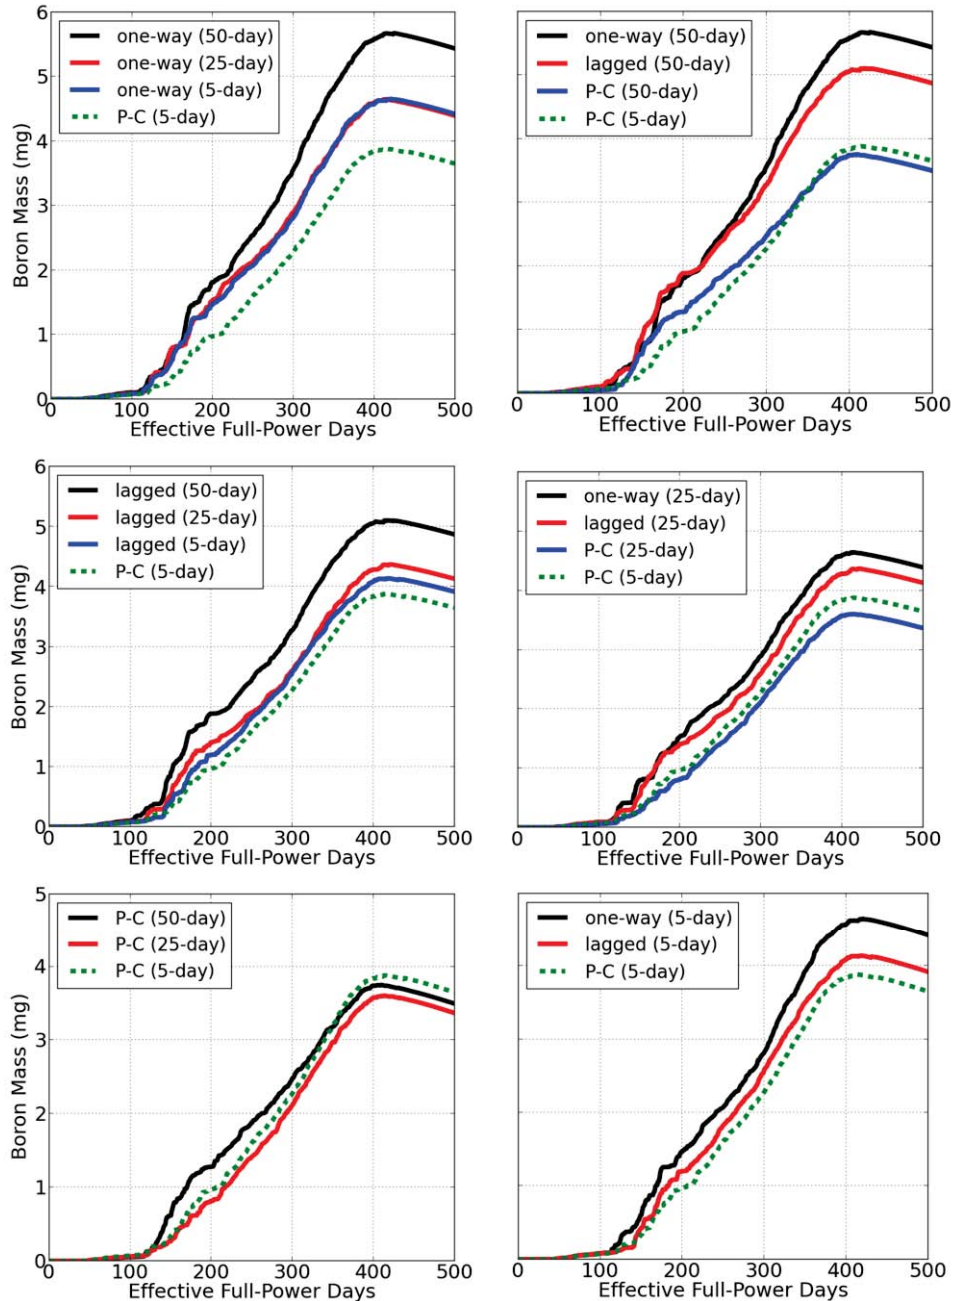 6
5
4
3
2
1
0
Boron Mass (mg)
one-way (50-day)
one-way (25-day)
one-way (5-day)
P-C (5-day)
0 100 200 300 400 500
Effective Full-Power Days
one-way (50-day)
lagged (50-day)
P-C (50-day)
P-C (5-day)
0 100 200 300 400 500
Effective Full-Power Days
6
5
4
3
2
1
0
Boron Mass (mg)
lagged (50-day)
lagged (25-day)
lagged (5-day)
P-C (5-day)
0 100 200 300 400 500
Effective Full-Power Days
one-way (25-day)
lagged (25-day)
P-C (25-day)
P-C (5-day)
0 100 200 300 400 500
Effective Full-Power Days
5
4
3
2
1
0
Boron Mass (mg)
P-C (50-day)
P-C (25-day)
P-C (5-day)
0 100 200 300 400 500
Effective Full-Power Days
one-way (5-day)
lagged (5-day)
P-C (5-day)
0 100 200 300 400 500
Effective Full-Power Days